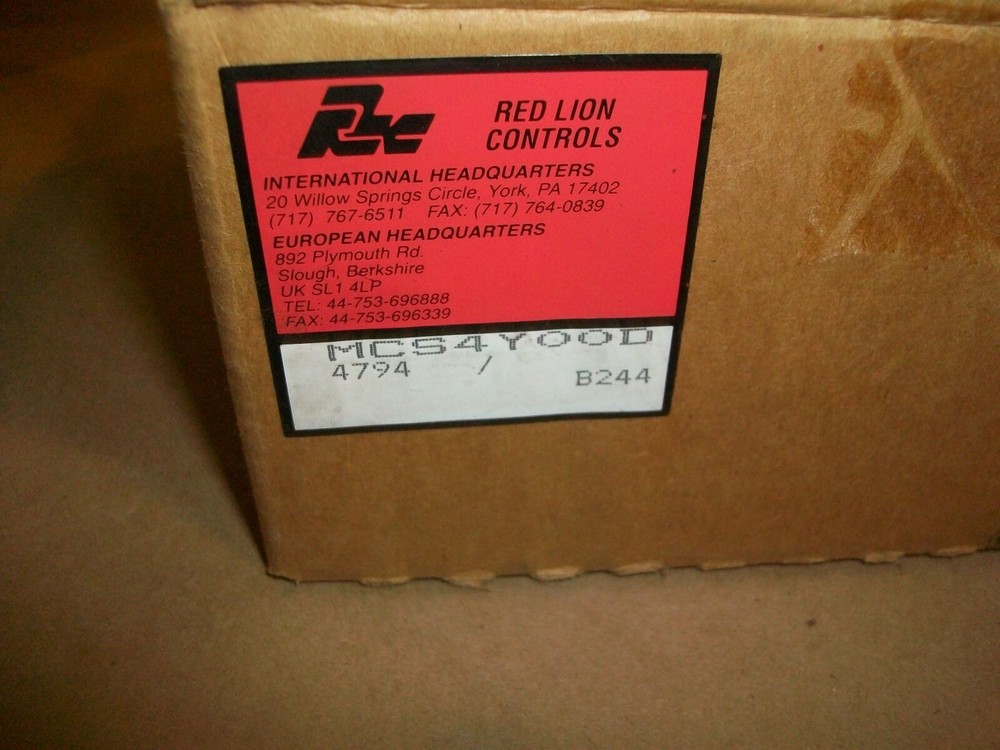 RLC
RED LION
CONTROLS
INTERNATIONAL HEADQUARTERS
20 Willow Springs Circle, York, PA 17402
(717) 767-6511 FAX: (717) 764-0839
EUROPEAN HEADQUARTERS
892 Plymouth Rd.
Slough, Berkshire
UK SL1 4LP
TEL: 44-753-696888
FAX: 44-753-696339
MCS4Y00D
4794 / B244